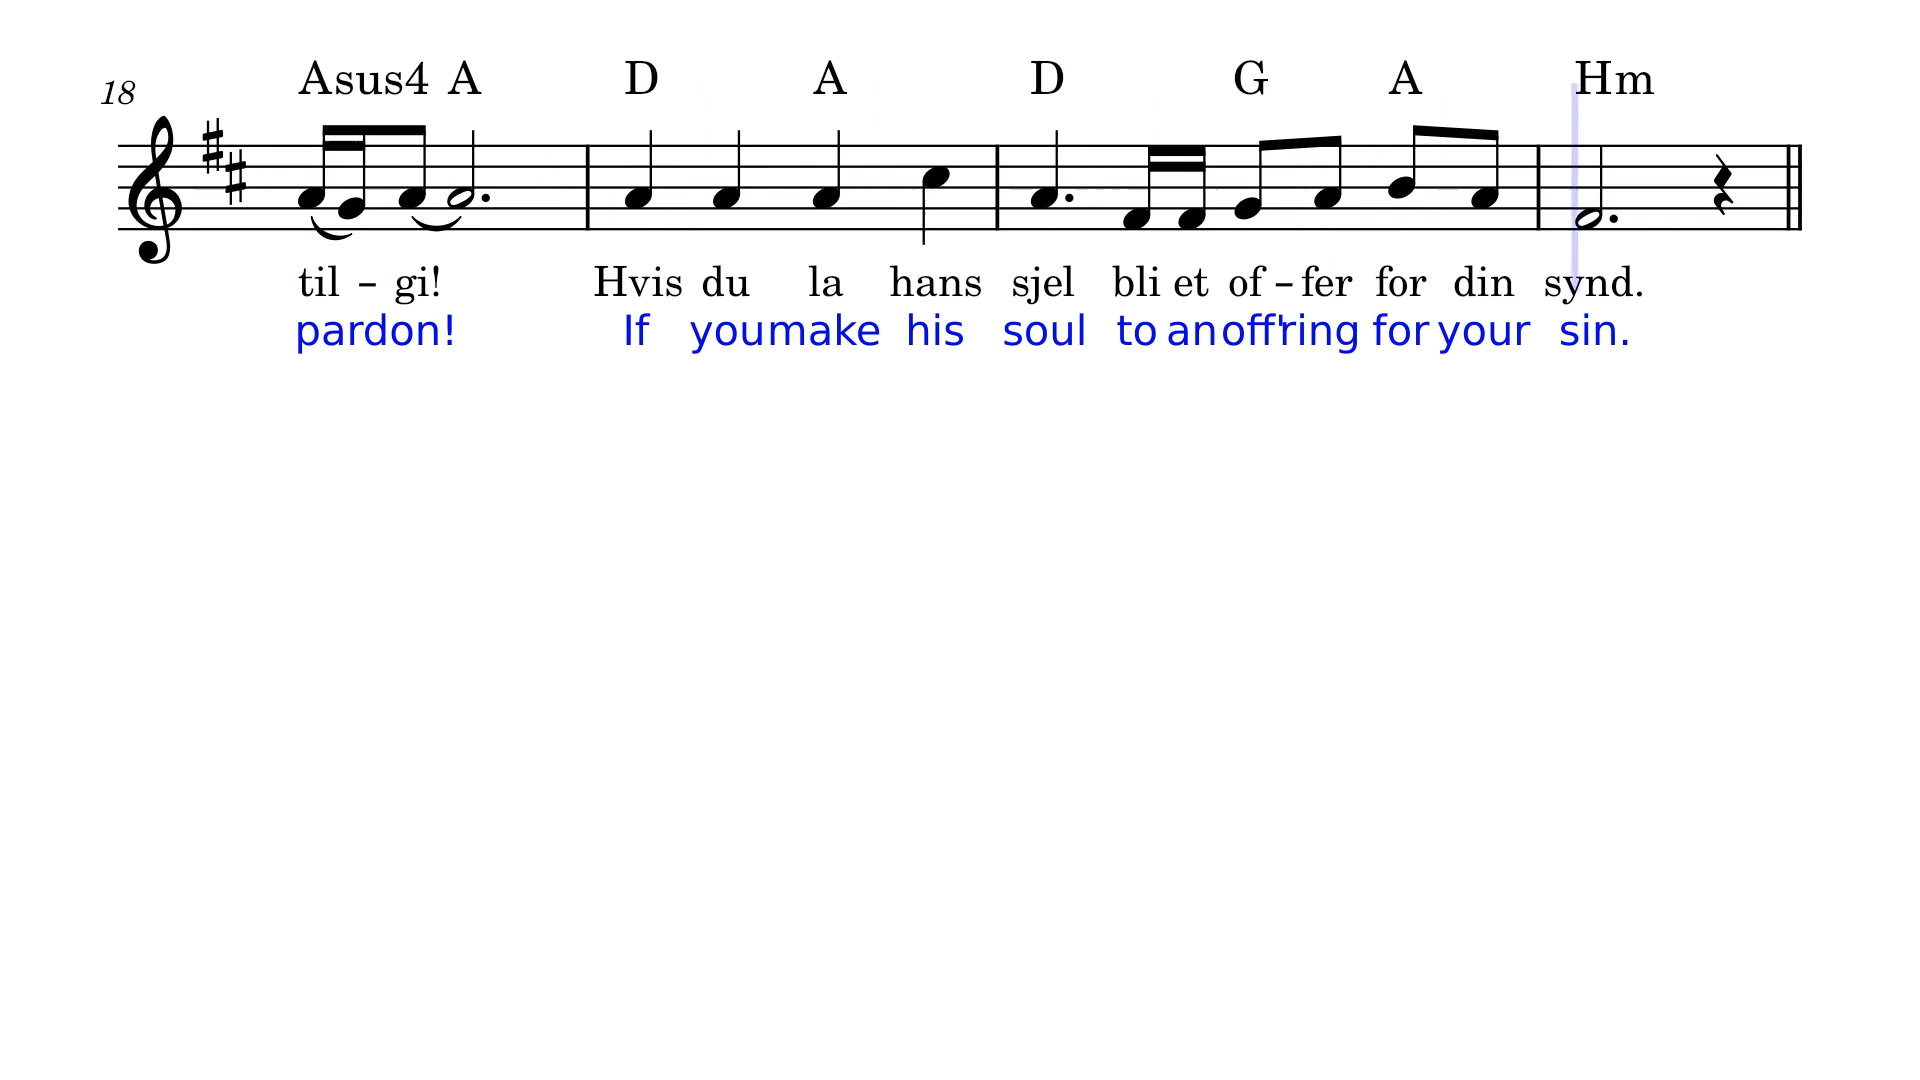 18 Asus4 A D A D G A Hm
til – gi! Hvis du la hans sjel bli et of – fer for din synd.
pardon! If you make his soul to an off'ring for your sin.